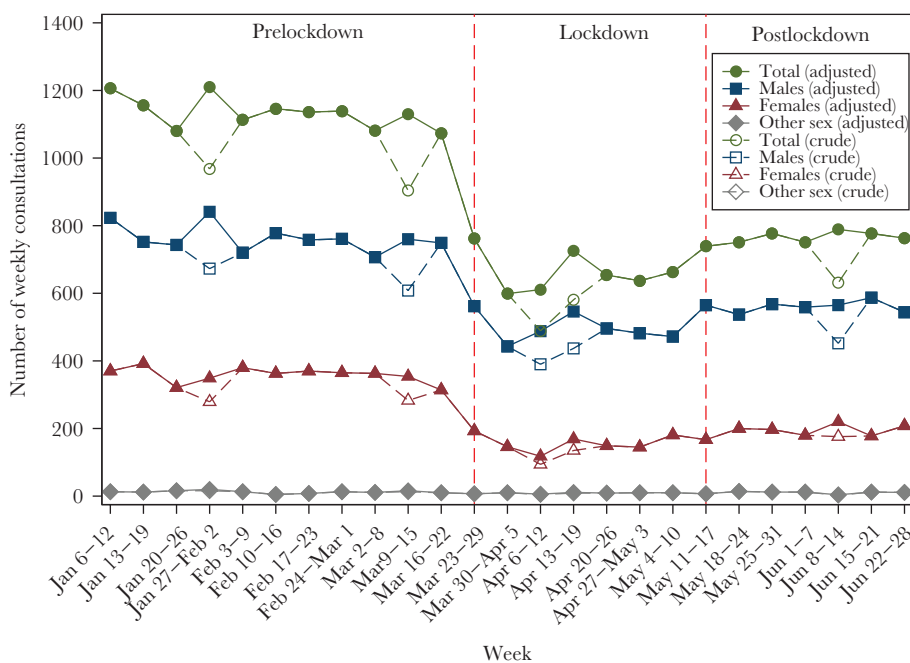 Prelockdown
Lockdown
Postlockdown
Total (adjusted)
Males (adjusted)
Females (adjusted)
Other sex (adjusted)
Total (crude)
Males (crude)
Females (crude)
Other sex (crude)
Number of weekly consultations
1400
1200
1000
800
600
400
200
0
Jan 6–12
Jan 13–19
Jan 20–26
Jan 27–Feb 2
Feb 3–9
Feb 10–16
Feb 17–23
Feb 24–Mar 1
Mar 2–8
Mar9–15
Mar 16–22
Mar 23–29
Mar 30–Apr 5
Apr 6–12
Apr 13–19
Apr 20–26
Apr 27–May 3
May 4–10
May 11–17
May 18–24
May 25–31
Jun 1–7
Jun 8–14
Jun 15–21
Jun 22–28
Week